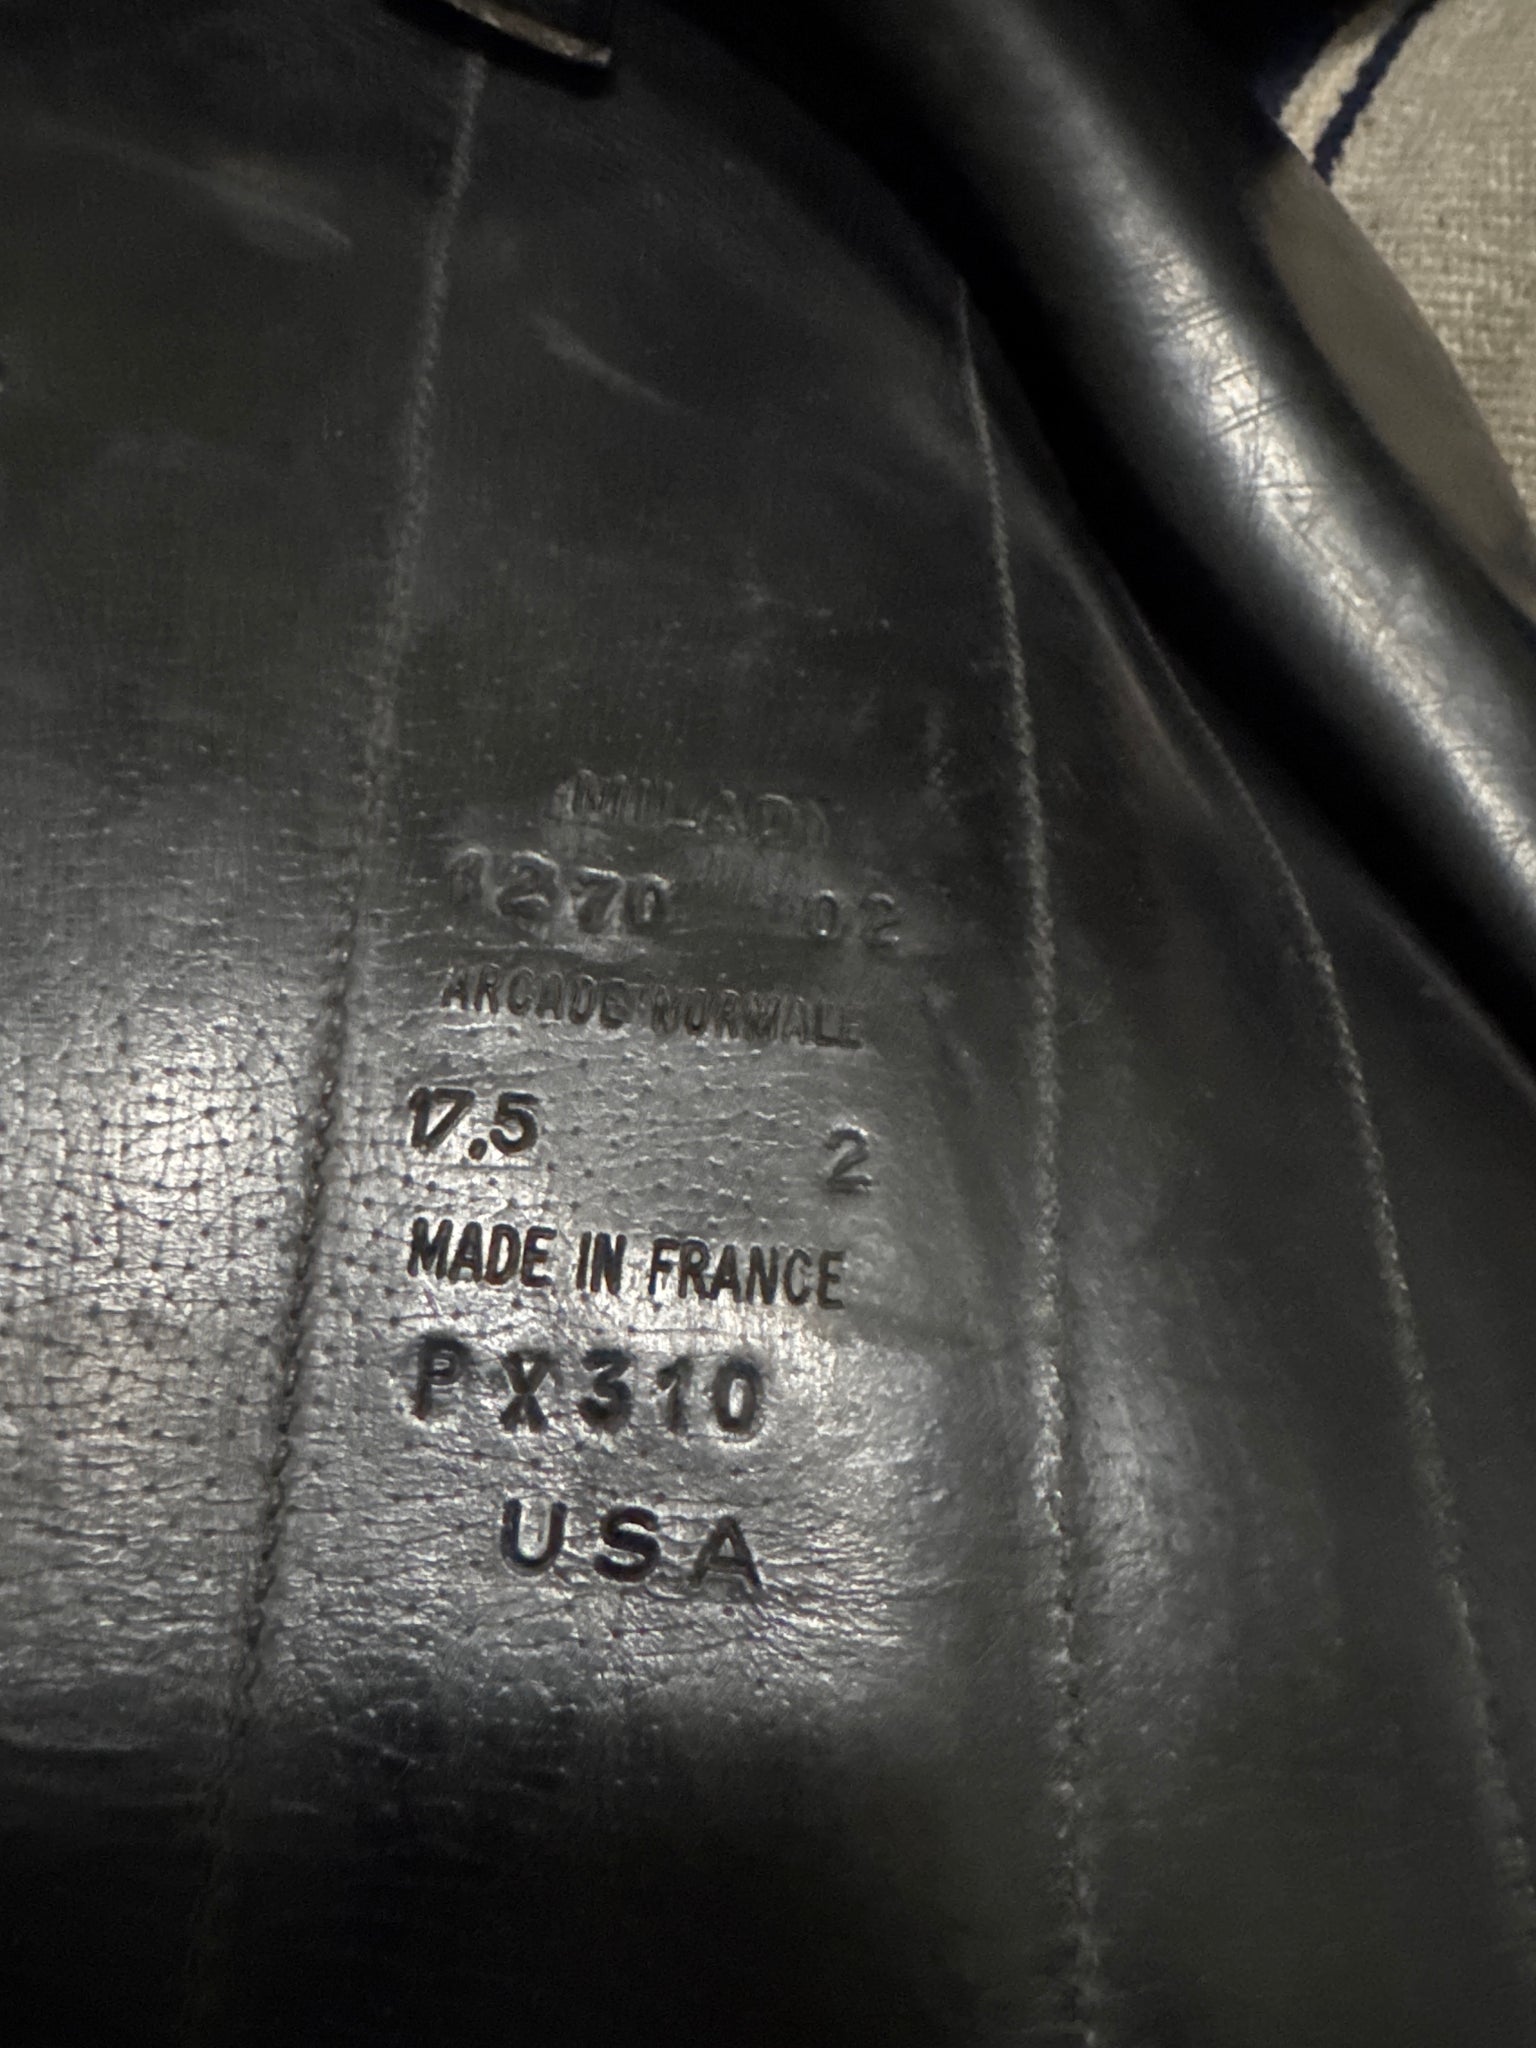 MILADY
1270 02
ARCADE NORMALE
17.5 2
MADE IN FRANCE
PX310
USA